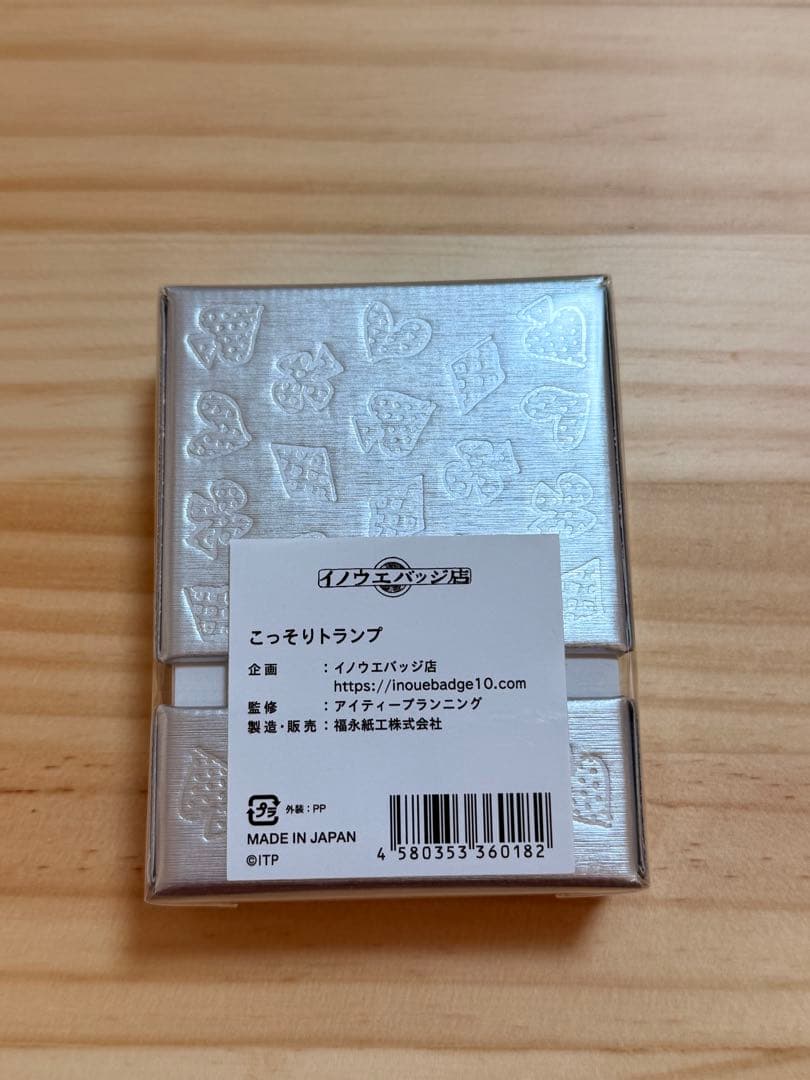 イノウエバッジ店
こっそりトランプ
企画 : イノウエバッジ店
https://inouebadge10.com
監修 : アイティープランニング
製造・販売 : 福永紙工株式会社
プラ 外装:PP
MADE IN JAPAN
©ITP
4 580353 360182